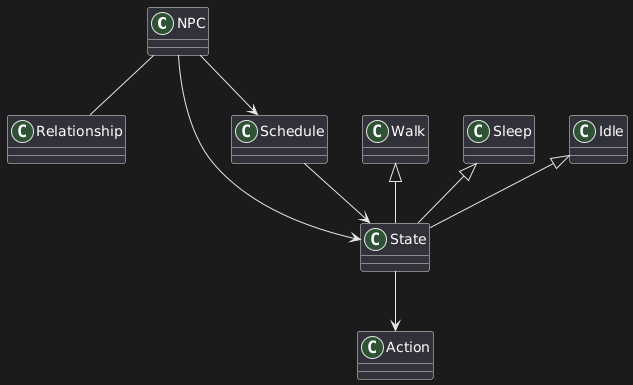 C NPC
C Relationship
C Schedule
C Walk
C Sleep
C Idle
C State
C Action